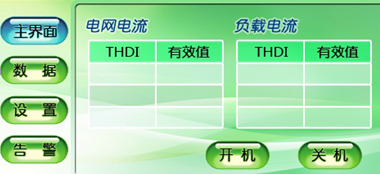 主界面
数 据
设 置
告 警
电网电流
THDI 有效值
负载电流
THDI 有效值
开 机
关 机